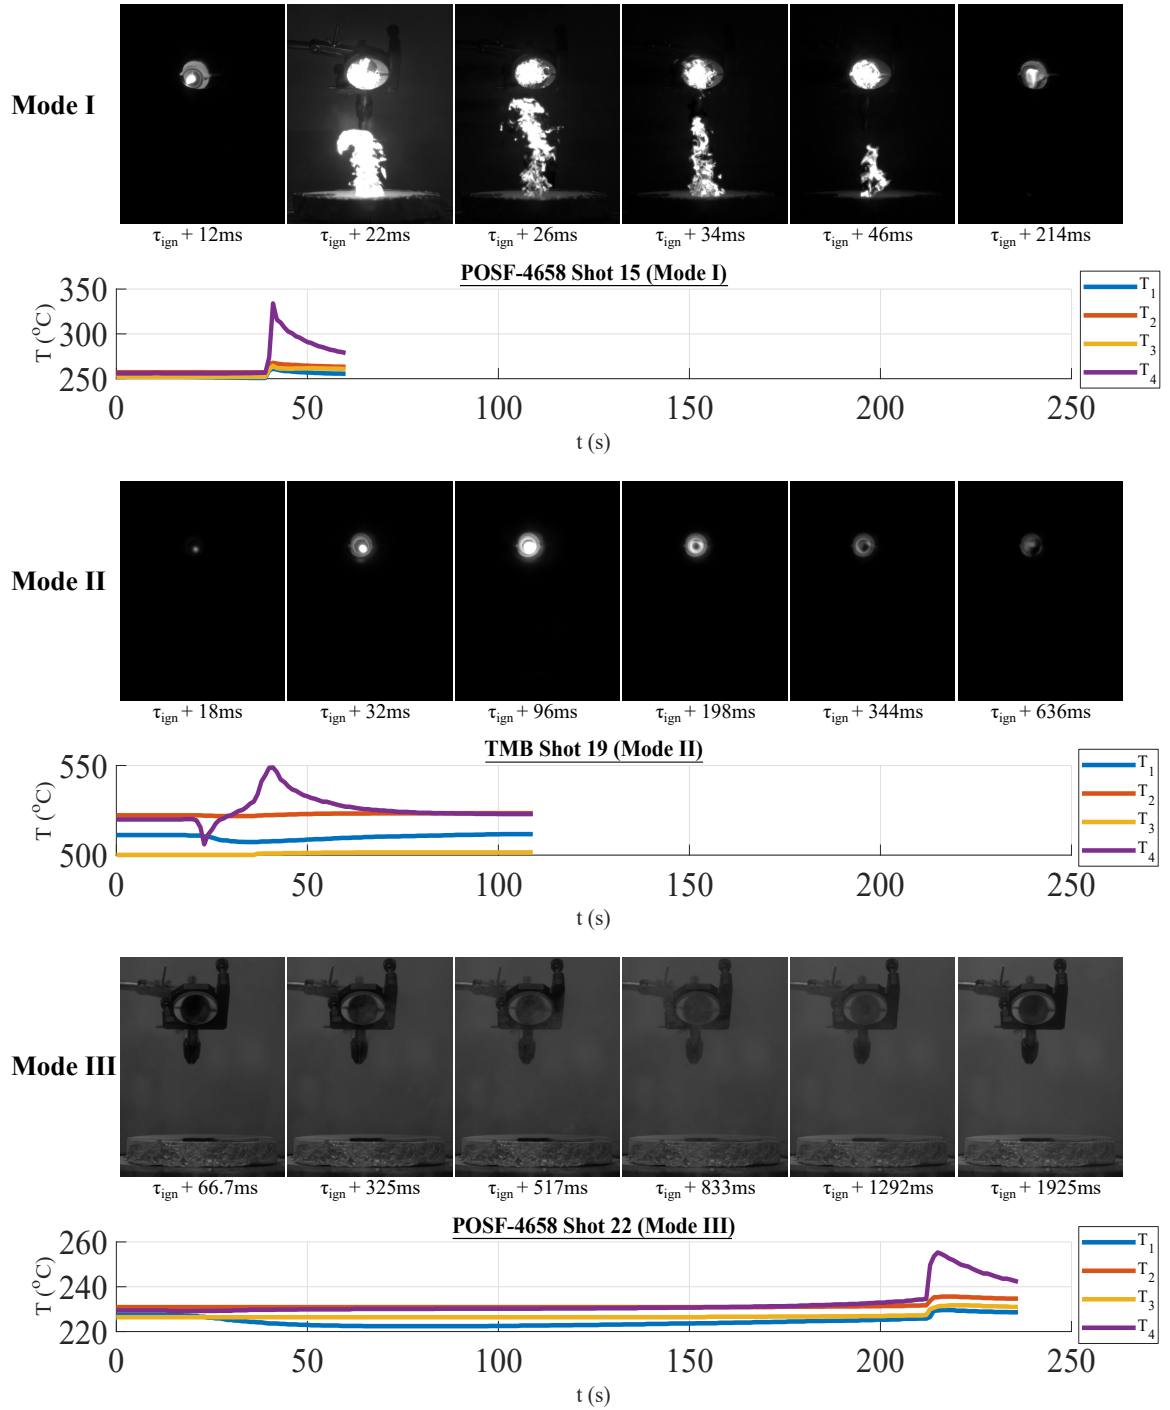 Mode I
τign + 12ms τign + 22ms τign + 26ms τign + 34ms τign + 46ms τign + 214ms
POSF-4658 Shot 15 (Mode I)
T (°C)
350
300
250
0 50 100 150 200 250
t (s)
T1
T2
T3
T4
Mode II
τign + 18ms τign + 32ms τign + 96ms τign + 198ms τign + 344ms τign + 636ms
TMB Shot 19 (Mode II)
T (°C)
550
500
0 50 100 150 200 250
t (s)
T1
T2
T3
T4
Mode III
τign + 66.7ms τign + 325ms τign + 517ms τign + 833ms τign + 1292ms τign + 1925ms
POSF-4658 Shot 22 (Mode III)
T (°C)
260
240
220
0 50 100 150 200 250
t (s)
T1
T2
T3
T4